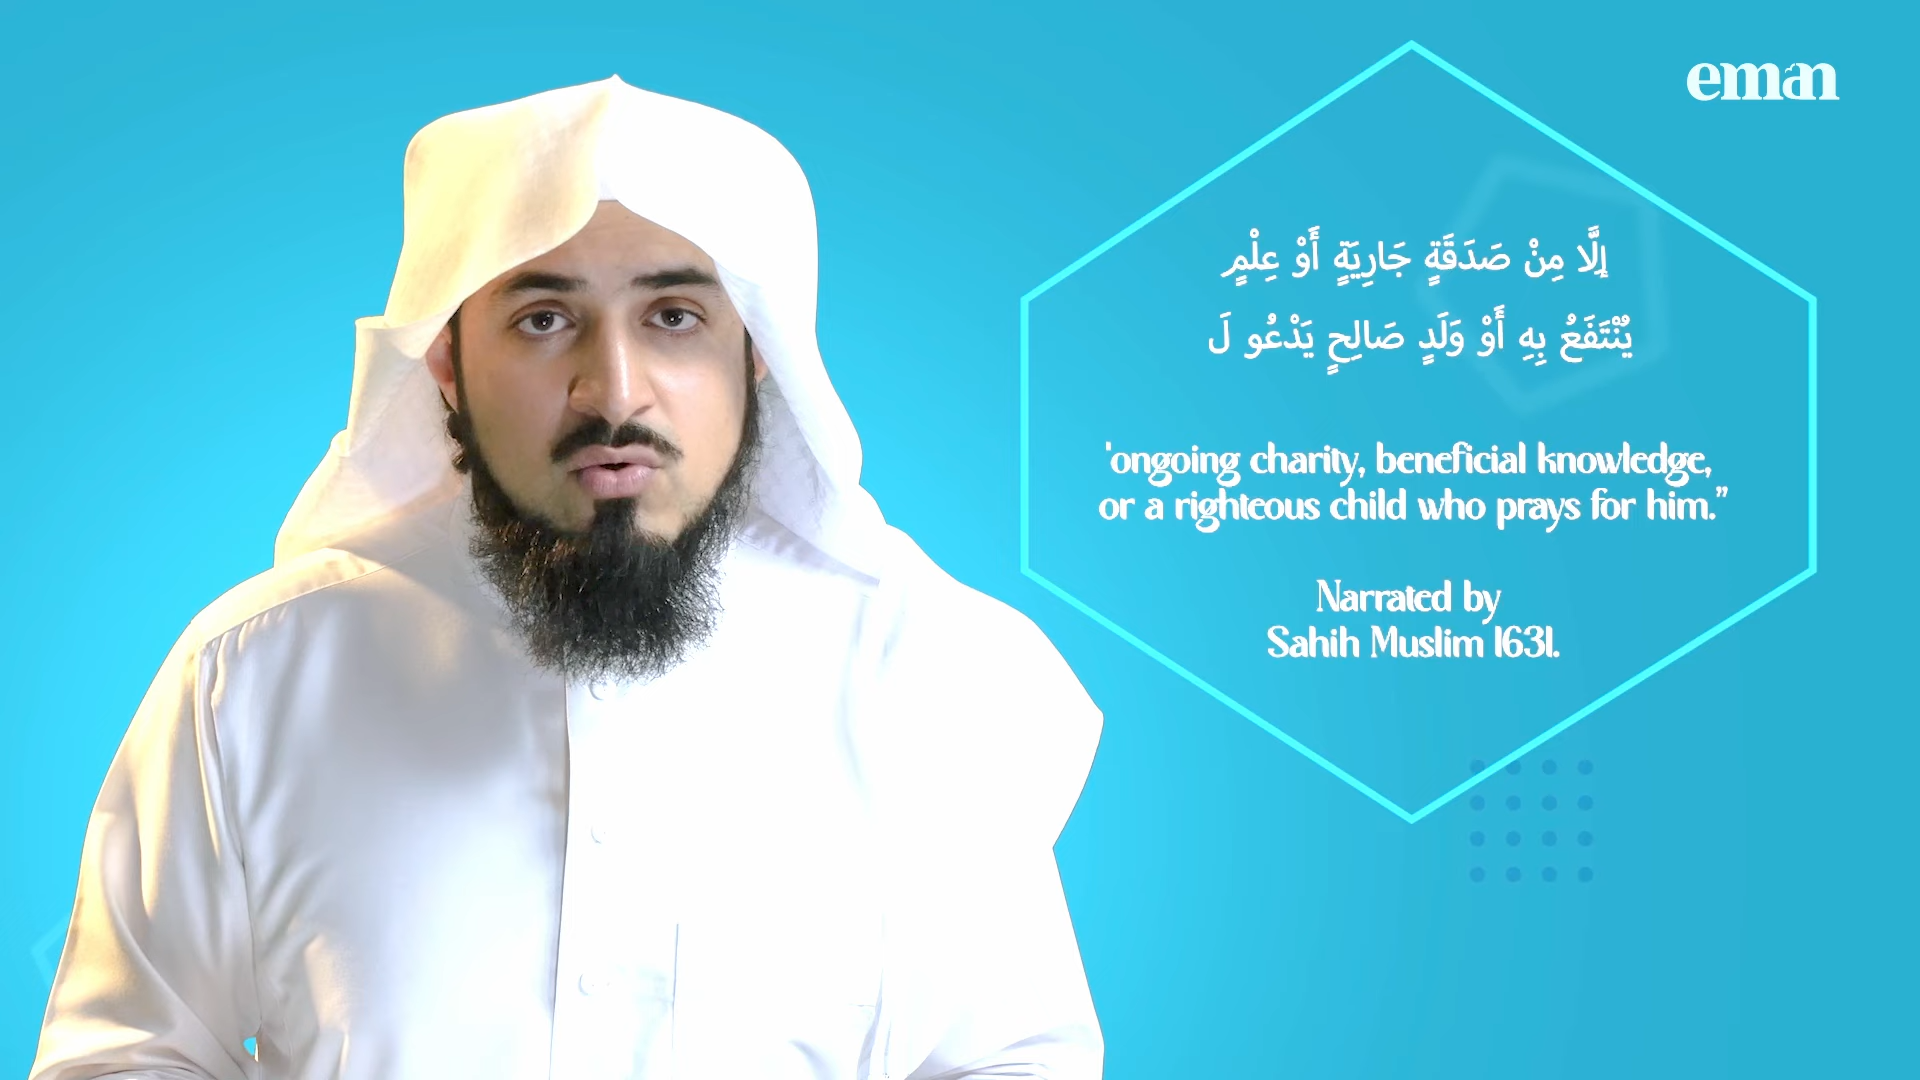 eman
إِلَّا مِنْ صَدَقَةٍ جَارِيَةٍ أَوْ عِلْمٍ
يُنْتَفَعُ بِهِ أَوْ وَلَدٍ صَالِحٍ يَدْعُو لَ
'ongoing charity, beneficial knowledge,
or a righteous child who prays for him.”
Narrated by
Sahih Muslim 1631.